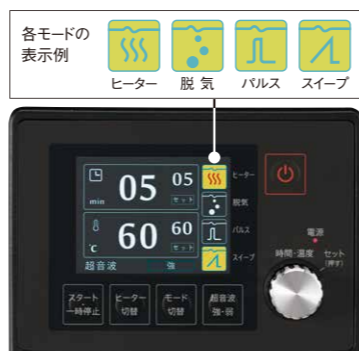 各モードの
表示例
ヒーター 脱気 パルス スイープ
05 05 ヒーター
min セット 脱気
60 60 パルス
℃ セット
超音波 強 スイープ
電源
時間・温度 セット
(押す)
スタート ヒーター モード 超音波
一時停止 切替 切替 強・弱